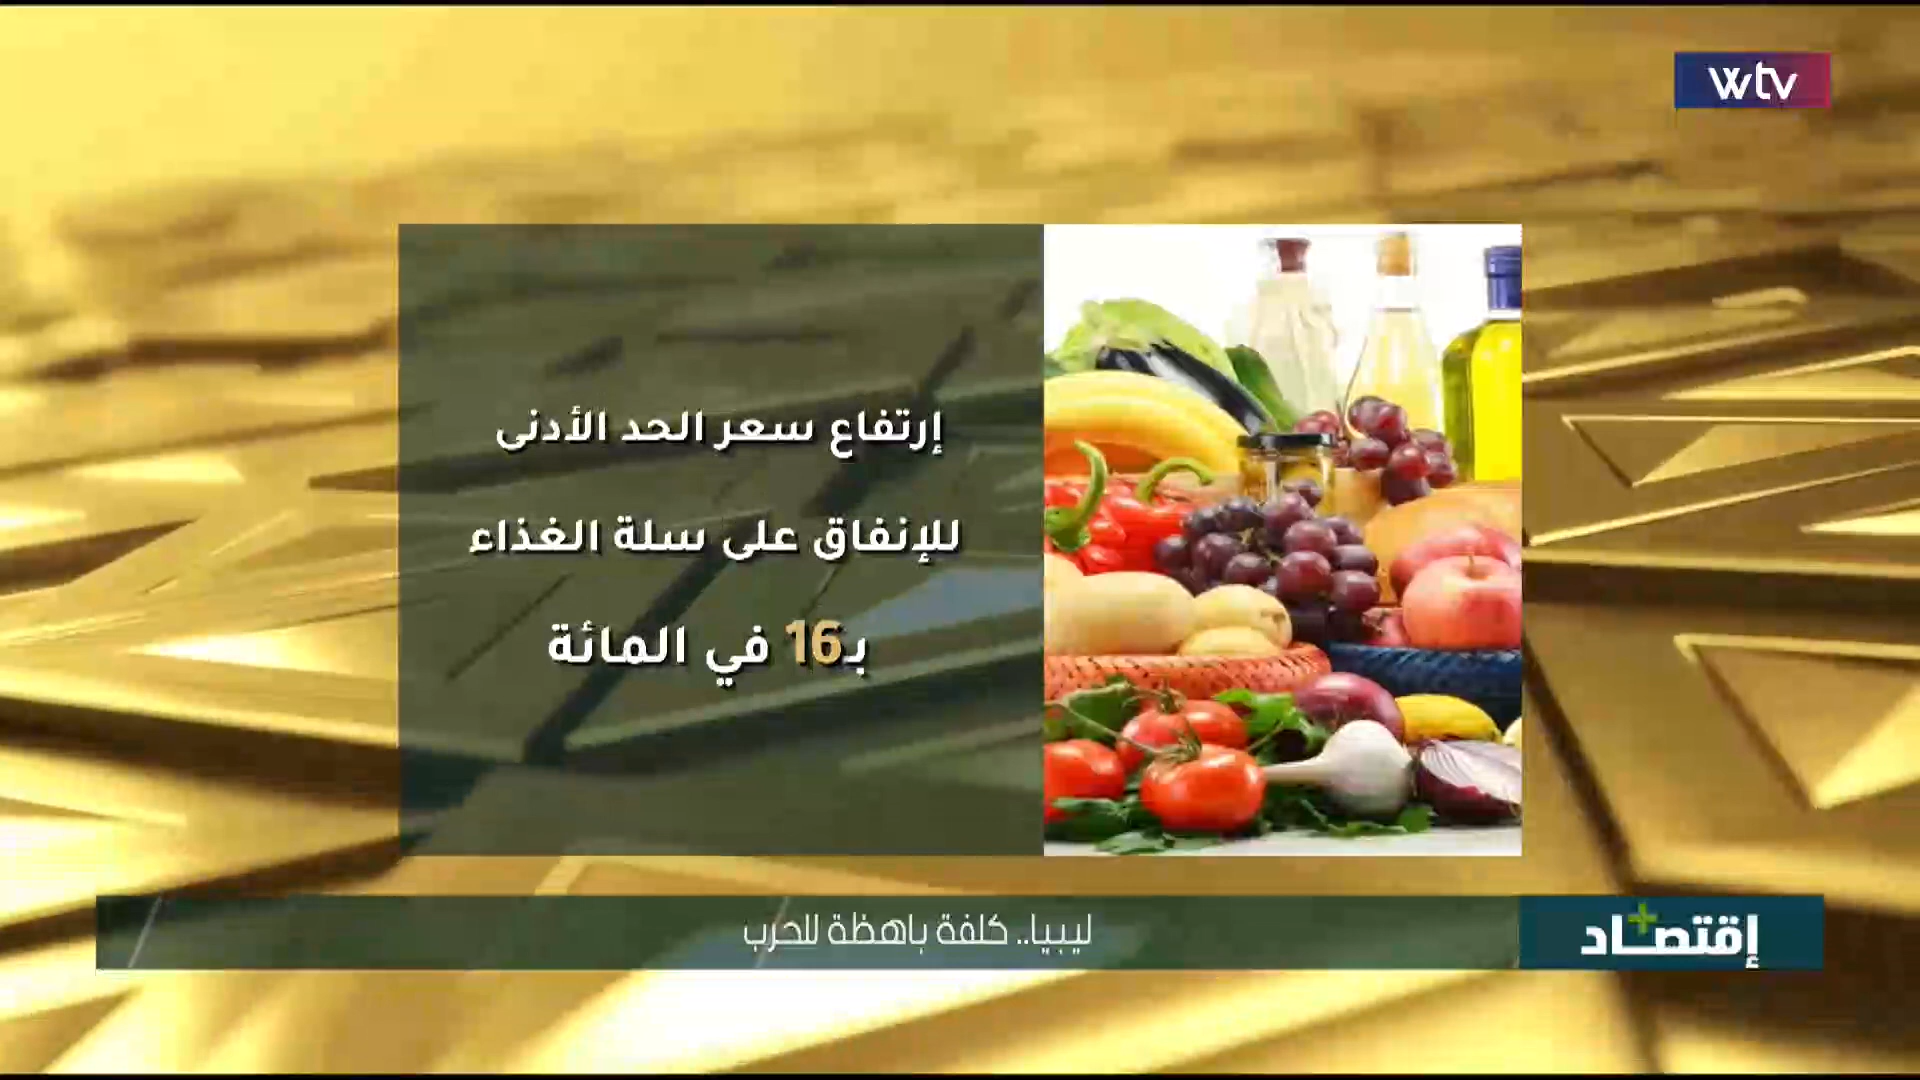 wtv
إرتفاع سعر الحد الأدنى
للإنفاق على سلة الغذاء
بـ16 في المائة
ليبيا.. كلفة باهظة للحرب
إقتصاد+